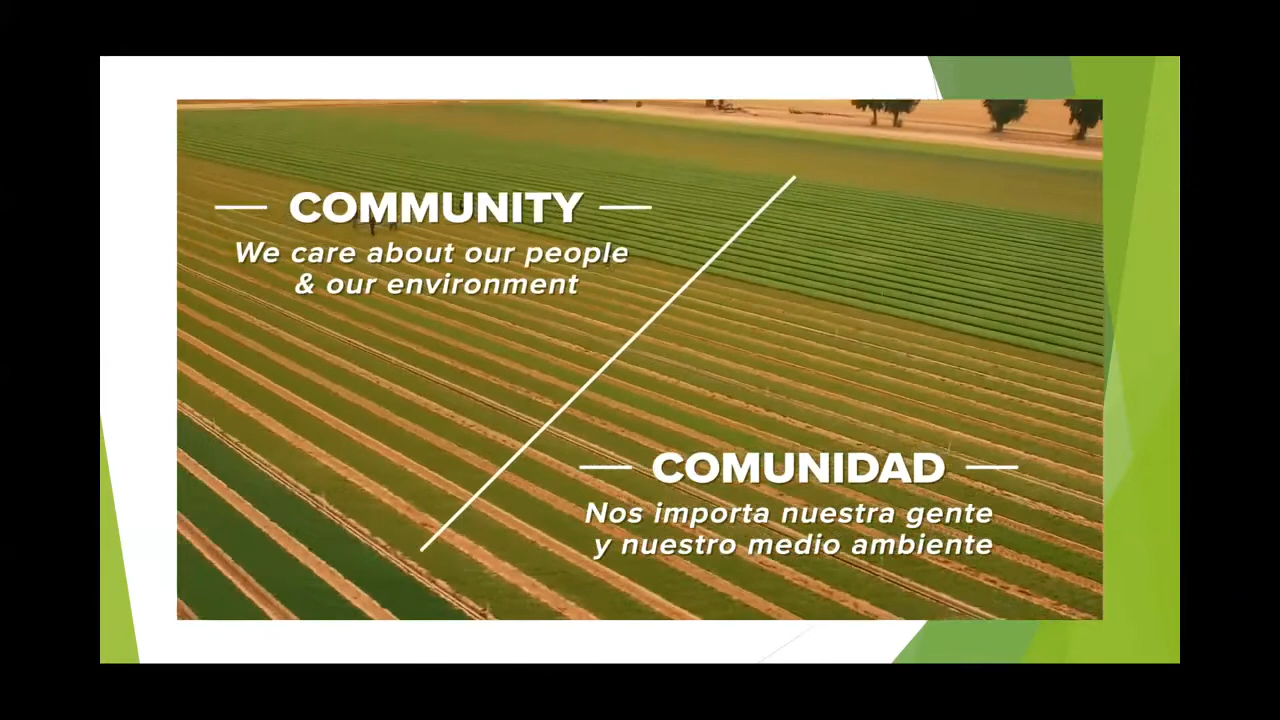 COMMUNITY
We care about our people
& our environment
COMUNIDAD
Nos importa nuestra gente
y nuestro medio ambiente